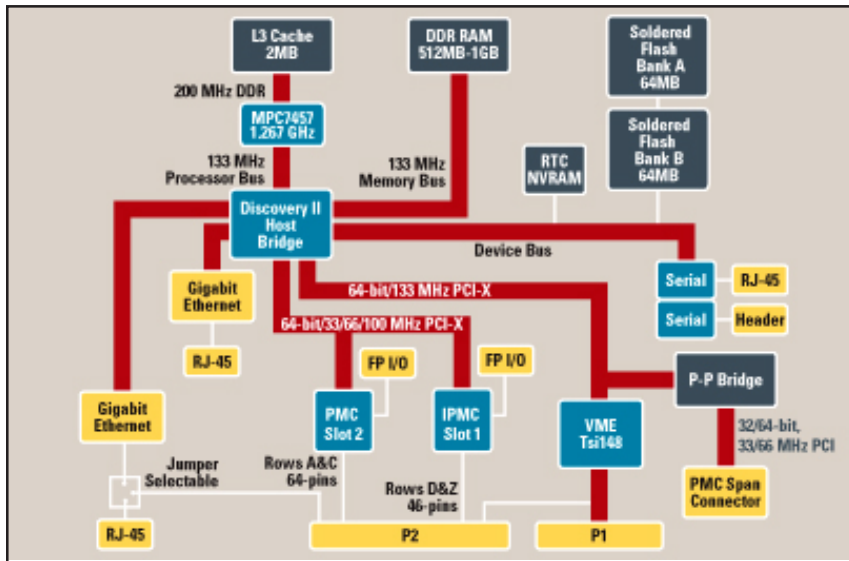 L3 Cache
2MB
DDR RAM
512MB-1GB
Soldered
Flash
Bank A
64MB
200 MHz DDR
MPC7457
1.267 GHz
Soldered
Flash
Bank B
64MB
133 MHz
Processor Bus
133 MHz
Memory Bus
RTC
NVRAM
Discovery II
Host
Bridge
Device Bus
Gigabit
Ethernet
64-bit/133 MHz PCI-X
Serial
RJ-45
Serial
Header
64-bit/33/66/100 MHz PCI-X
RJ-45
FP I/O
FP I/O
P-P Bridge
Gigabit
Ethernet
PMC
Slot 2
IPMC
Slot 1
VME
Tsi148
32/64-bit,
33/66 MHz PCI
Jumper
Selectable
Rows A&C
64-pins
Rows D&Z
46-pins
PMC Span
Connector
RJ-45
P2
P1